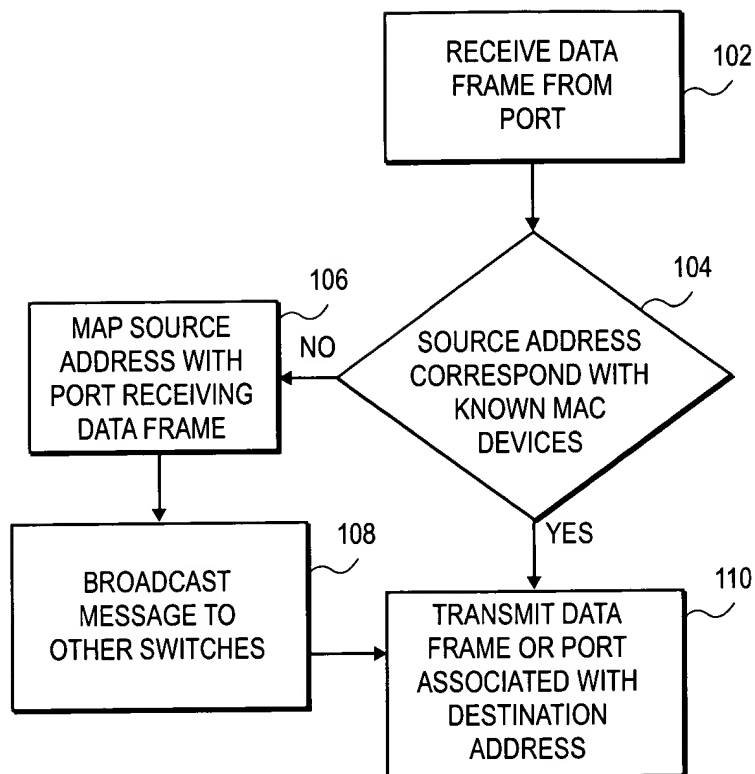 RECEIVE DATA
FRAME FROM
PORT
102
104
SOURCE ADDRESS
CORRESPOND WITH
KNOWN MAC
DEVICES
NO
106
MAP SOURCE
ADDRESS WITH
PORT RECEIVING
DATA FRAME
108
BROADCAST
MESSAGE TO
OTHER SWITCHES
YES
110
TRANSMIT DATA
FRAME OR PORT
ASSOCIATED WITH
DESTINATION
ADDRESS